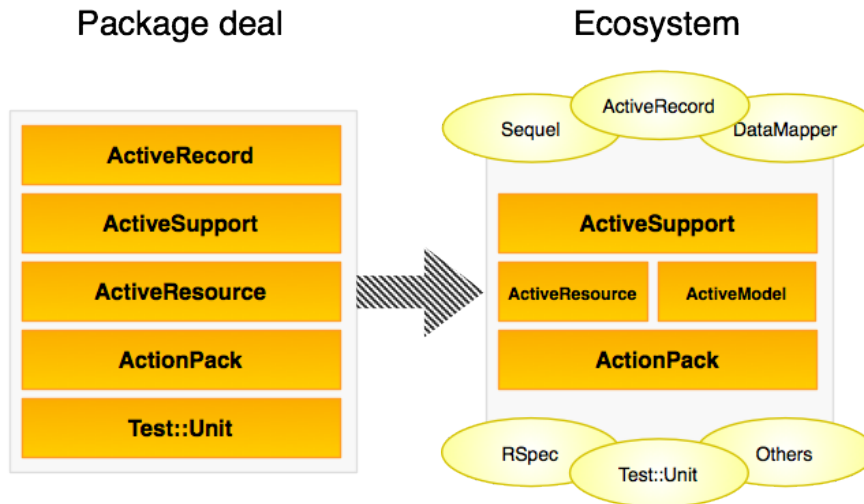 Package deal
ActiveRecord
ActiveSupport
ActiveResource
ActionPack
Test::Unit
Ecosystem
Sequel
ActiveRecord
DataMapper
ActiveSupport
ActiveResource
ActiveModel
ActionPack
RSpec
Test::Unit
Others